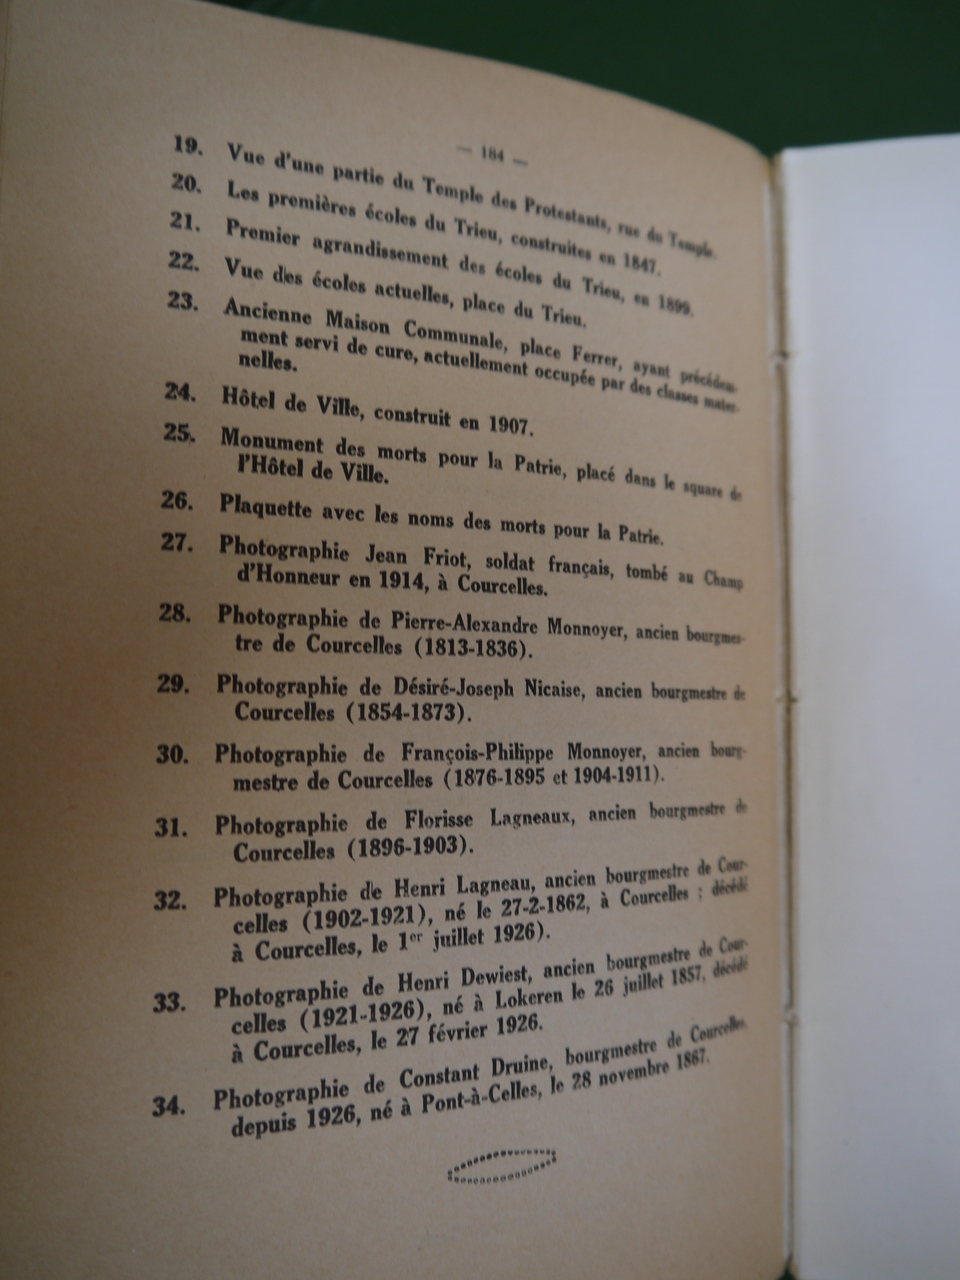 — 184 —
19. Vue d'une partie du Temple des Protestants, rue du Temple.
20. Les premières écoles du Trieu, construites en 1847.
21. Premier agrandissement des écoles du Trieu, en 1899.
22. Vue des écoles actuelles, place du Trieu.
23. Ancienne Maison Communale, place Ferrer, ayant précédem-
ment servi de cure, actuellement occupée par des classes mater-
nelles.
24. Hôtel de Ville, construit en 1907.
25. Monument des morts pour la Patrie, placé dans le square de
l'Hôtel de Ville.
26. Plaquette avec les noms des morts pour la Patrie.
27. Photographie Jean Friot, soldat français, tombé au Champ
d'Honneur en 1914, à Courcelles.
28. Photographie de Pierre-Alexandre Monnoyer, ancien bourgmes-
tre de Courcelles (1813-1836).
29. Photographie de Désiré-Joseph Nicaise, ancien bourgmestre de
Courcelles (1854-1873).
30. Photographie de François-Philippe Monnoyer, ancien bourg-
mestre de Courcelles (1876-1895 et 1904-1911).
31. Photographie de Florisse Lagneaux, ancien bourgmestre de
Courcelles (1896-1903).
32. Photographie de Henri Lagneau, ancien bourgmestre de Cour-
celles (1902-1921), né le 27-2-1862, à Courcelles ; décédé
à Courcelles, le 1er juillet 1926).
33. Photographie de Henri Dewiest, ancien bourgmestre de Cour-
celles (1921-1926), né à Lokeren le 26 juillet 1857, décédé
à Courcelles, le 27 février 1926.
34. Photographie de Constant Druine, bourgmestre de Courcelles
depuis 1926, né à Pont-à-Celles, le 28 novembre 1867.